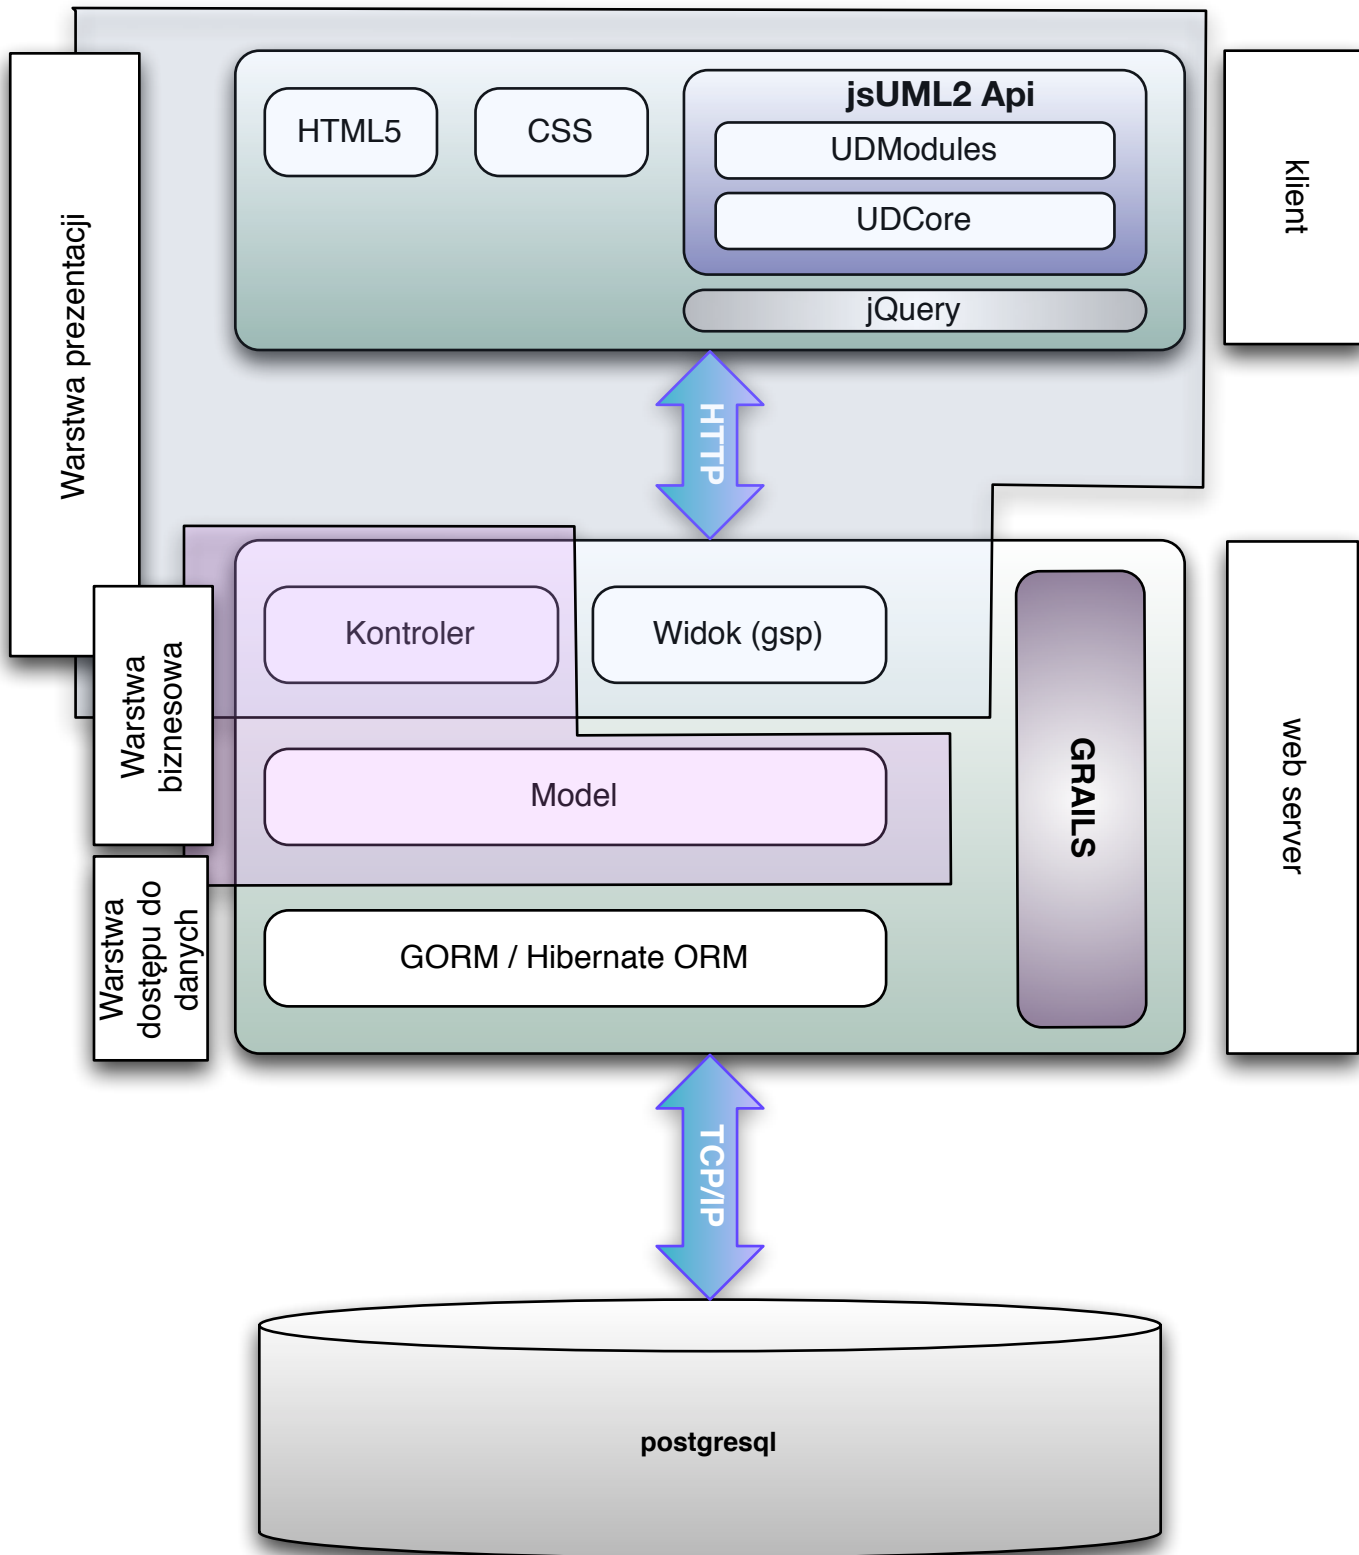 jsUML2 Api
HTML5
CSS
UDModules
UDCore
jQuery
klient
Warstwa prezentacji
HTTP
Kontroler
Widok (gsp)
Warstwa
biznesowa
Model
GRAILS
web server
Warstwa
dostępu do
danych
GORM / Hibernate ORM
TCP/IP
postgresql